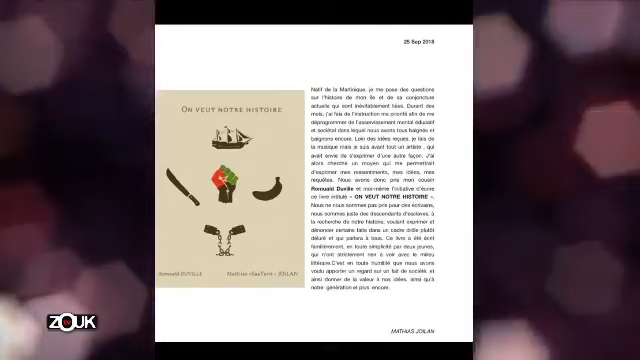 25 Sep 2018
ON VEUT NOTRE HISTOIRE
Romuald DUVILLE
Mathias «SaaTore » JOILAN
Natif de la Martinique, je me pose des questions
sur l'histoire de mon île et de sa conjoncture
actuelle qui sont inévitablement liées. Durant des
mois, j'ai fais de l'instruction ma priorité afin de me
déprogrammer de l'asservissement mental éducatif
et sociétal dans lequel nous avons tous baignés et
baignons encore. Loin des idées reçues, je fais de
la musique mais je suis avant tout un artiste , qui
avait envie de s'exprimer d'une autre façon. J'ai
alors cherché un moyen qui me permettrait
d'exprimer mes ressentiments, mes idées, mes
requêtes. Nous avons donc pris mon cousin
Romuald Duville et moi-même l'initiative d'écrire
ce livre intitulé « ON VEUT NOTRE HISTOIRE ».
Nous ne nous sommes pas pris pour des écrivains,
nous sommes juste des descendants d'esclaves, à
la recherche de notre histoire, voulant exprimer et
dénoncer certains faits dans un cadre drôle plutôt
déluré et qui parlera à tous. Ce livre a été écrit
familièrement, en toute simplicité par deux jeunes,
qui n'ont strictement rien à voir avec le milieu
littéraire.C'est en toute humilité que nous avons
voulu apporter un regard sur un fait de société, et
ainsi donner de la valeur à nos idées, ainsi qu'à
notre génération et plus encore.
MATHIAS JOILAN
ZOUK